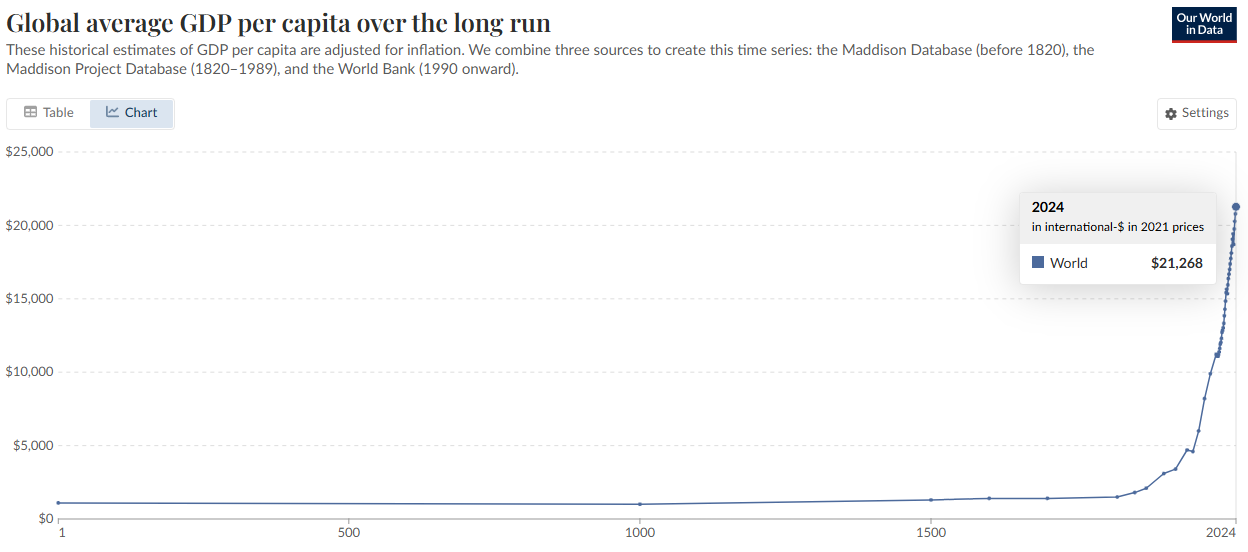 Global average GDP per capita over the long run
Our World
in Data
These historical estimates of GDP per capita are adjusted for inflation. We combine three sources to create this time series: the Maddison Database (before 1820), the
Maddison Project Database (1820–1989), and the World Bank (1990 onward).
Table
Chart
Settings
$25,000
$20,000
$15,000
$10,000
$5,000
$0
2024
in international-$ in 2021 prices
World $21,268
1 500 1000 1500 2024